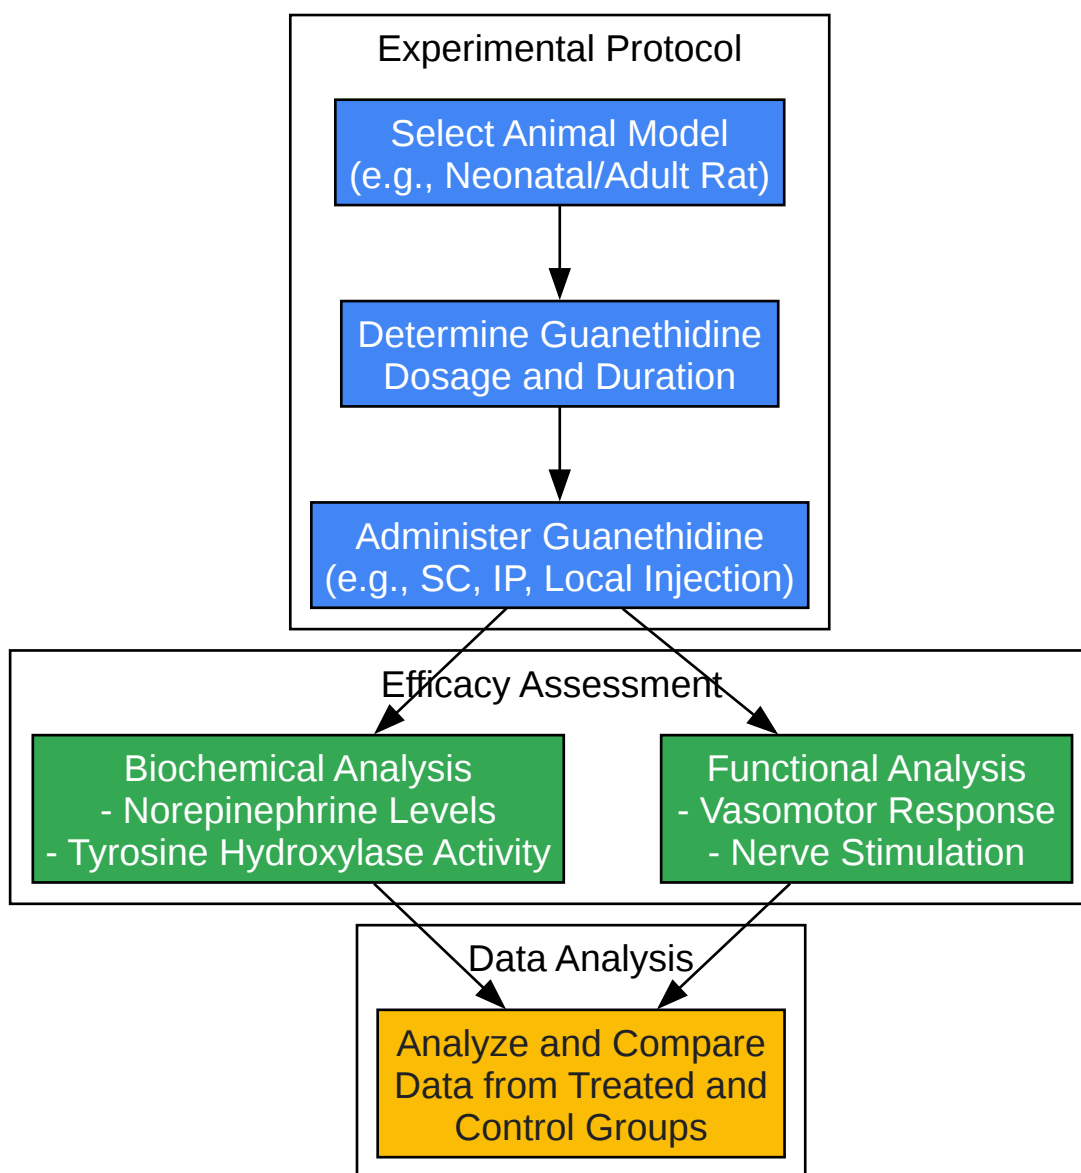 Experimental Protocol
Select Animal Model
(e.g., Neonatal/Adult Rat)
Determine Guanethidine
Dosage and Duration
Administer Guanethidine
(e.g., SC, IP, Local Injection)
Efficacy Assessment
Biochemical Analysis
- Norepinephrine Levels
- Tyrosine Hydroxylase Activity
Functional Analysis
- Vasomotor Response
- Nerve Stimulation
Data Analysis
Analyze and Compare
Data from Treated and
Control Groups